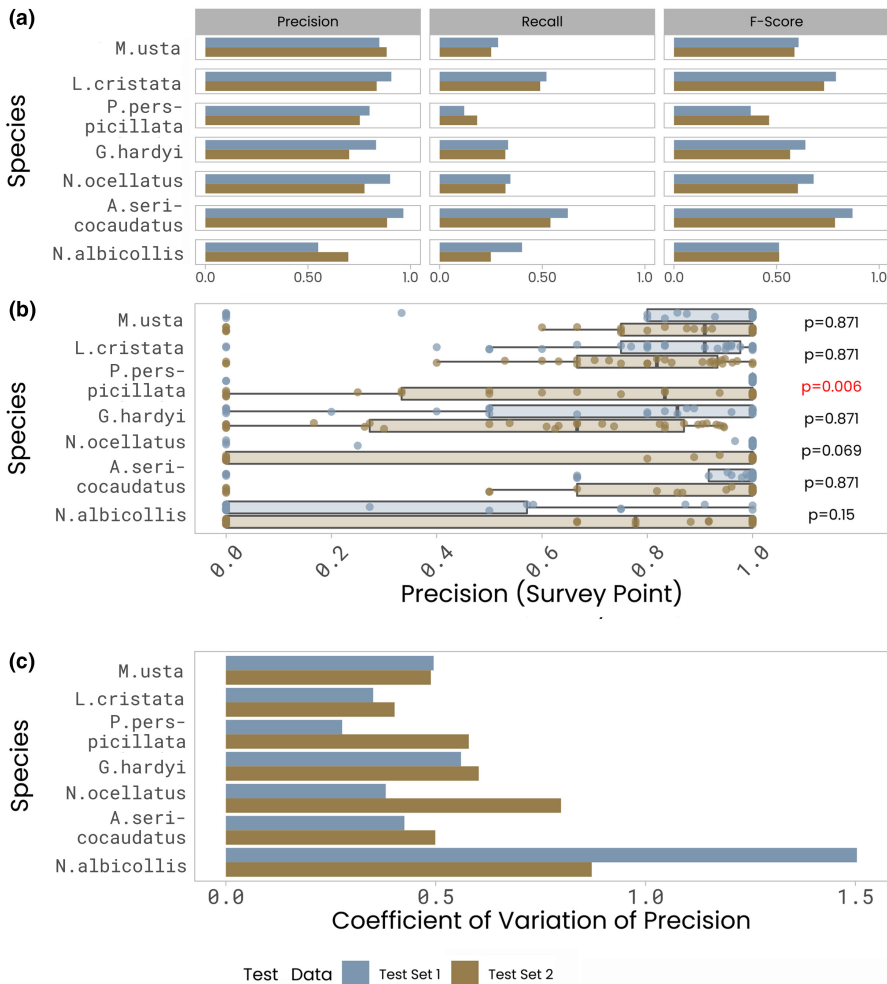 (a)
Precision Recall F-Score
Species
M.usta
L.cristata
P.pers-
picillata
G.hardyi
N.ocellatus
A.seri-
cocaudatus
N.albicollis
0.0 0.50 1.0 0.0 0.50 1.0 0.0 0.50 1.0
(b)
Species
M.usta p=0.871
L.cristata p=0.871
P.pers-
picillata p=0.006
G.hardyi p=0.871
N.ocellatus p=0.069
A.seri-
cocaudatus p=0.871
N.albicollis p=0.15
0.0 0.2 0.4 0.6 0.8 1.0
Precision (Survey Point)
(c)
Species
M.usta
L.cristata
P.pers-
picillata
G.hardyi
N.ocellatus
A.seri-
cocaudatus
N.albicollis
0.0 0.5 1.0 1.5
Coefficient of Variation of Precision
Test Data Test Set 1 Test Set 2